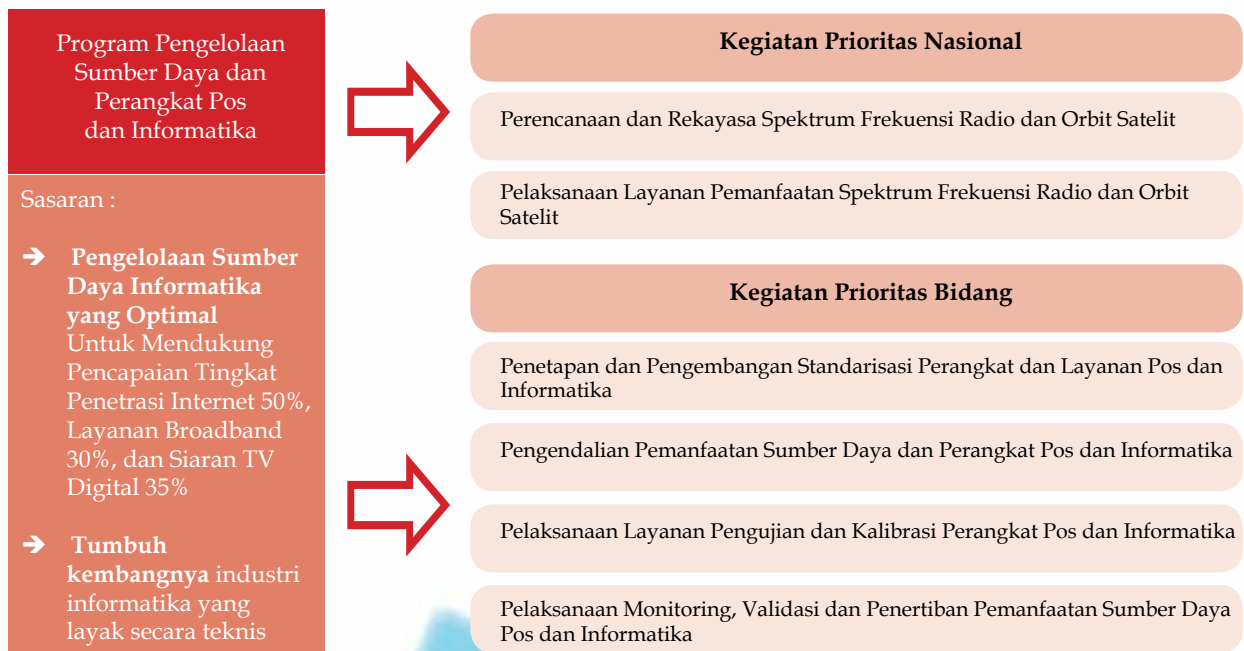 Program Pengelolaan
Sumber Daya dan
Perangkat Pos
dan Informatika
Sasaran :
➔ Pengelolaan Sumber
Daya Informatika
yang Optimal
Untuk Mendukung
Pencapaian Tingkat
Penetrasi Internet 50%,
Layanan Broadband
30%, dan Siaran TV
Digital 35%
➔ Tumbuh
kembangnya industri
informatika yang
layak secara teknis
Kegiatan Prioritas Nasional
Perencanaan dan Rekayasa Spektrum Frekuensi Radio dan Orbit Satelit
Pelaksanaan Layanan Pemanfaatan Spektrum Frekuensi Radio dan Orbit
Satelit
Kegiatan Prioritas Bidang
Penetapan dan Pengembangan Standarisasi Perangkat dan Layanan Pos dan
Informatika
Pengendalian Pemanfaatan Sumber Daya dan Perangkat Pos dan Informatika
Pelaksanaan Layanan Pengujian dan Kalibrasi Perangkat Pos dan Informatika
Pelaksanaan Monitoring, Validasi dan Penertiban Pemanfaatan Sumber Daya
Pos dan Informatika